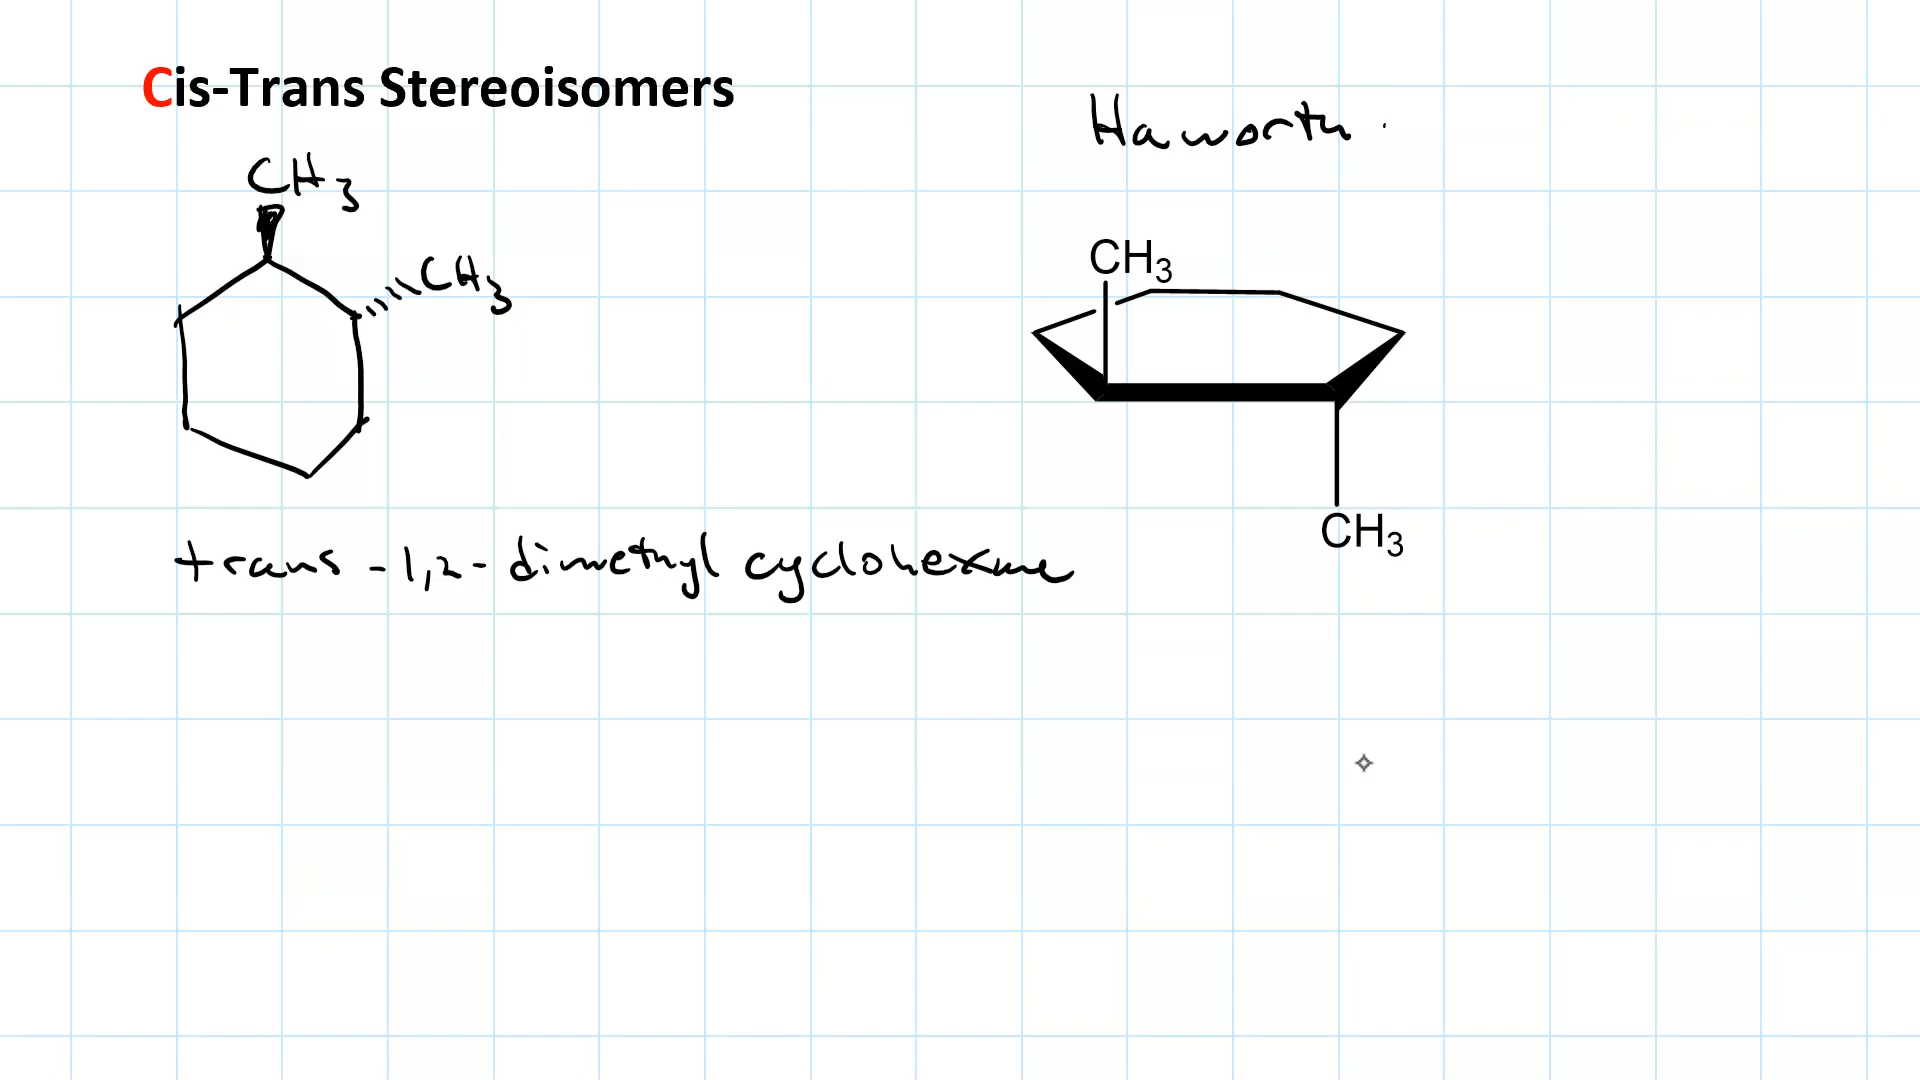 Cis-Trans Stereoisomers
Haworth
CH3
CH3
trans-1,2-dimethyl cyclohexane
CH3
CH3